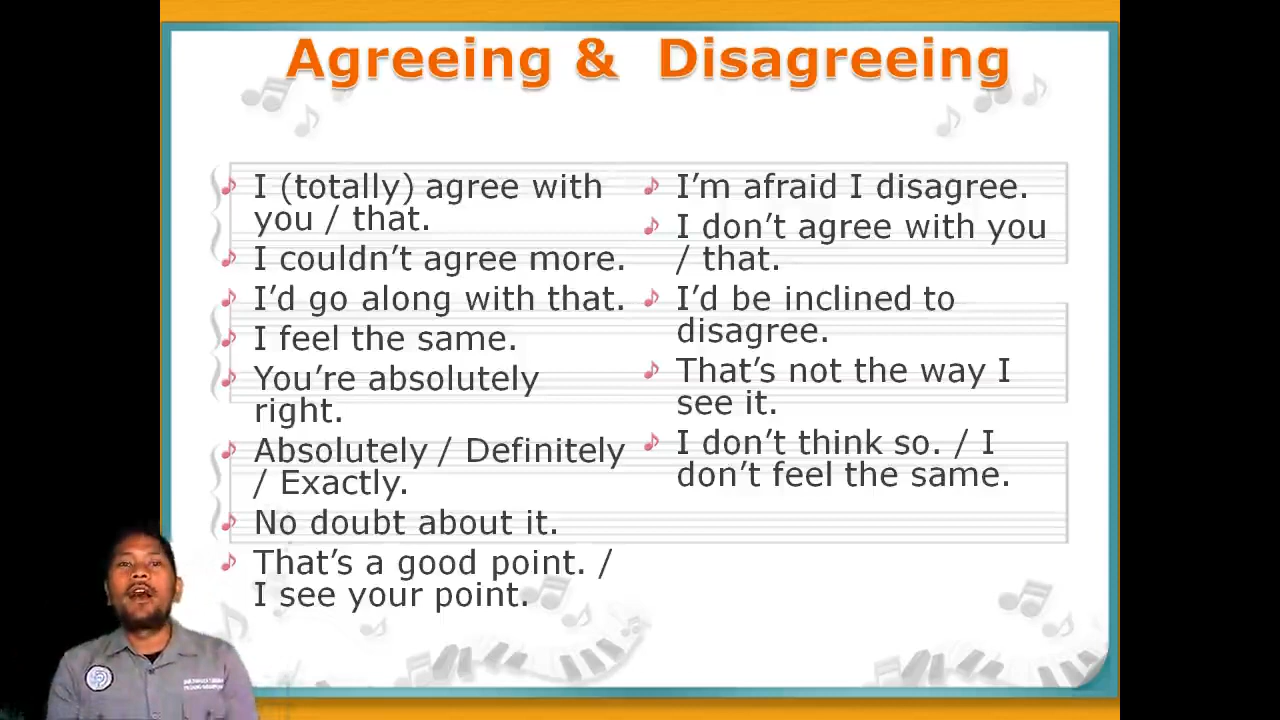 Agreeing & Disagreeing
I (totally) agree with
you / that.
I couldn’t agree more.
I’d go along with that.
I feel the same.
You’re absolutely
right.
Absolutely / Definitely
/ Exactly.
No doubt about it.
That’s a good point. /
I see your point.
I’m afraid I disagree.
I don’t agree with you
/ that.
I’d be inclined to
disagree.
That’s not the way I
see it.
I don’t think so. / I
don’t feel the same.